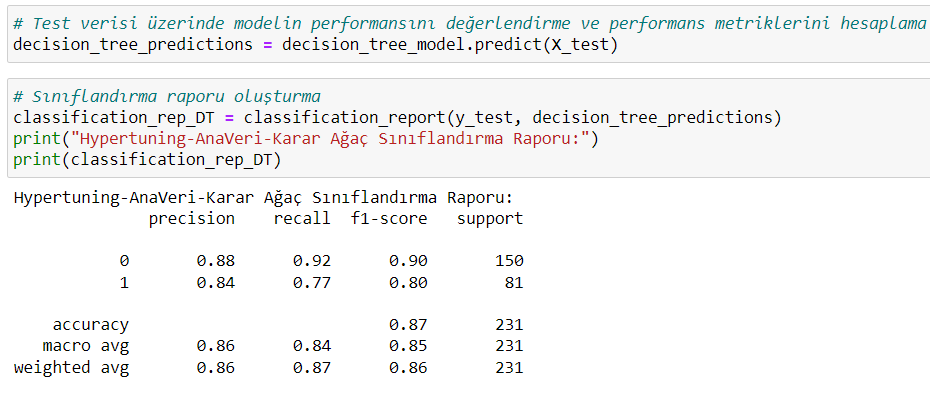 # Test verisi üzerinde modelin performansını değerlendirme ve performans metriklerini hesaplama
decision_tree_predictions = decision_tree_model.predict(X_test)
# Sınıflandırma raporu oluşturma
classification_rep_DT = classification_report(y_test, decision_tree_predictions)
print("Hypertuning-AnaVeri-Karar Ağaç Sınıflandırma Raporu:")
print(classification_rep_DT)
Hypertuning-AnaVeri-Karar Ağaç Sınıflandırma Raporu:
              precision    recall  f1-score   support
           0       0.88      0.92      0.90       150
           1       0.84      0.77      0.80        81
    accuracy                           0.87       231
   macro avg       0.86      0.84      0.85       231
weighted avg       0.86      0.87      0.86       231